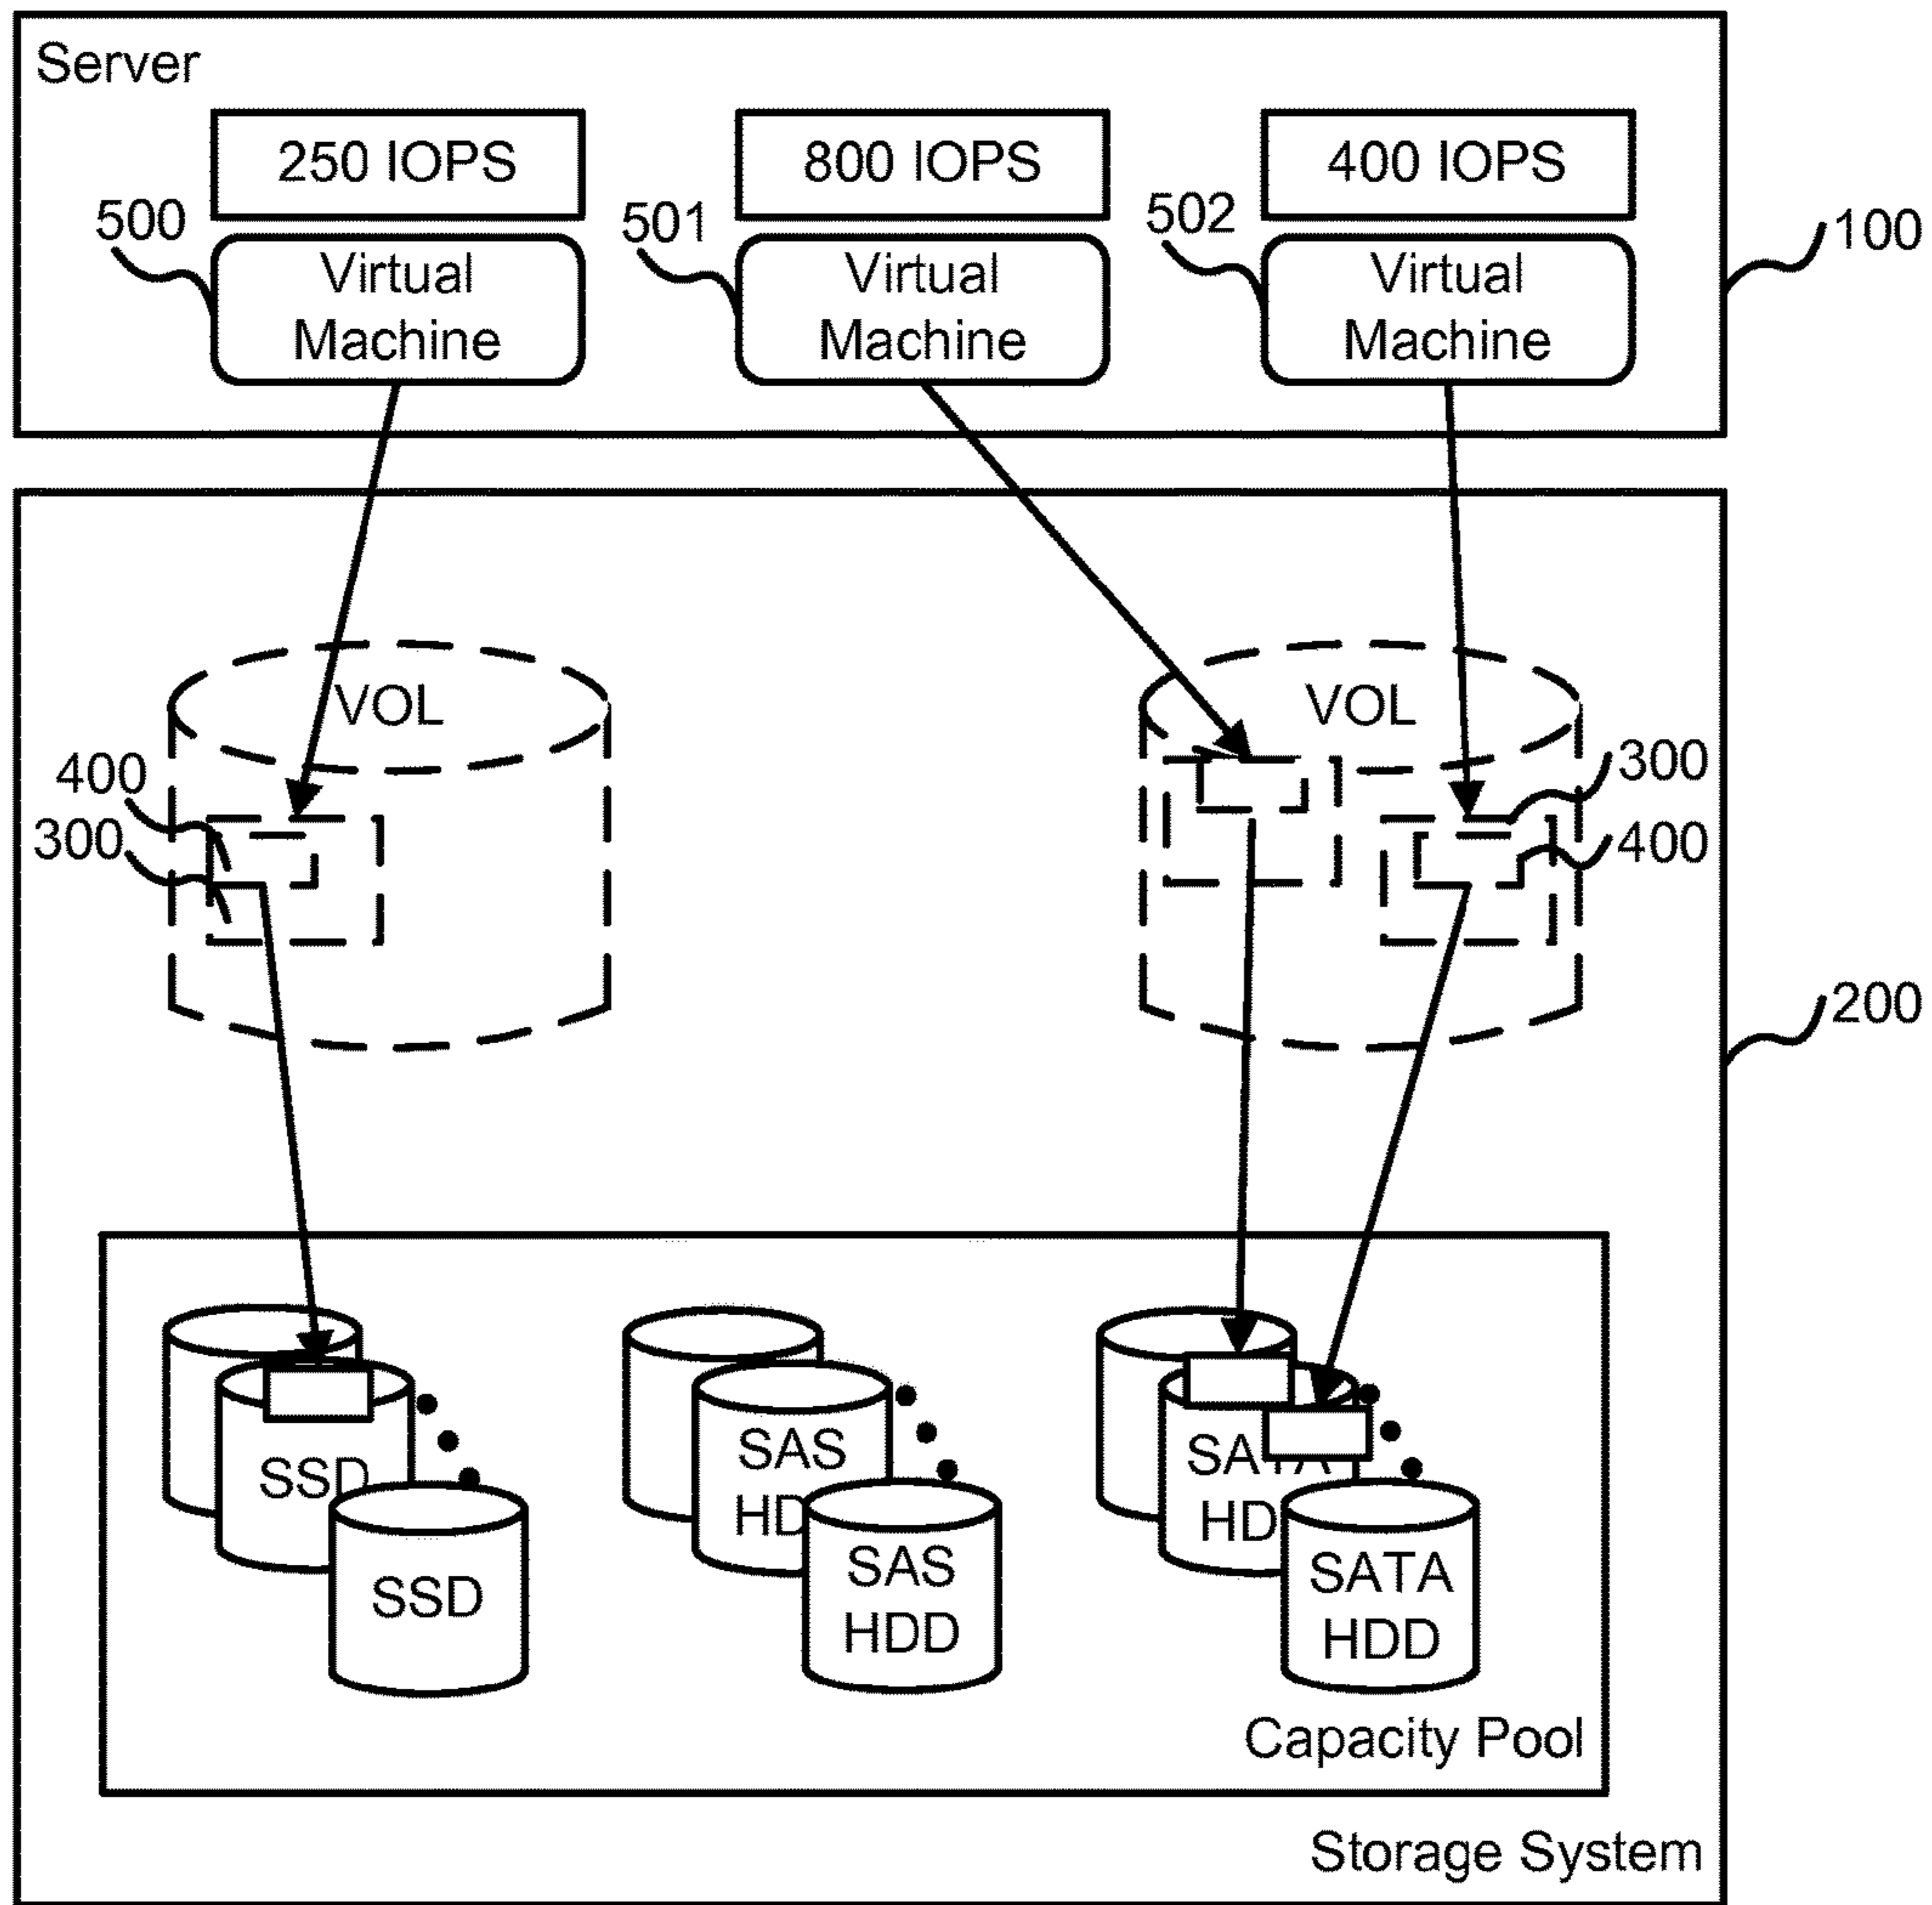 Server
250 IOPS
800 IOPS
400 IOPS
500
501
502
100
Virtual
Machine
Virtual
Machine
Virtual
Machine
VOL
VOL
400
300
300
400
200
SSD
SSD
SAS
HD
SAS
HDD
SATA
HD
SATA
HDD
Capacity Pool
Storage System